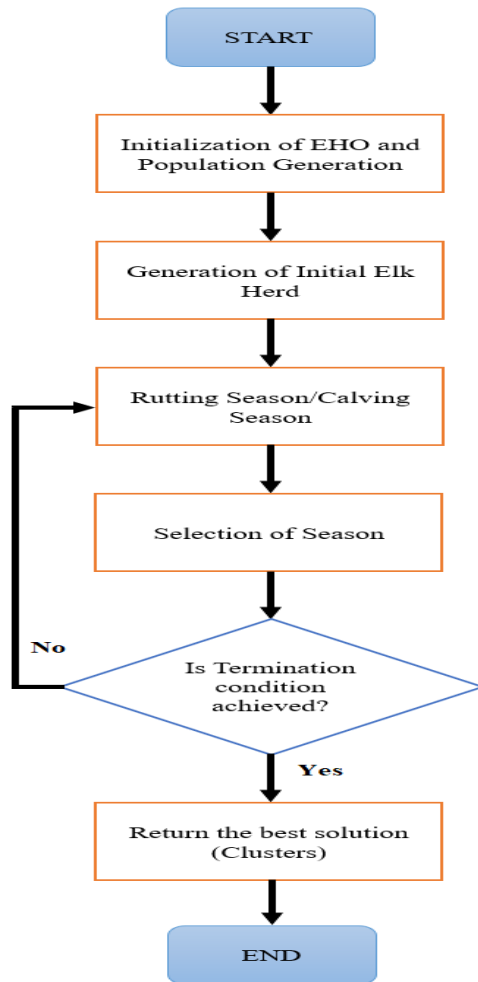 START
Initialization of EHO and
Population Generation
Generation of Initial Elk
Herd
Rutting Season/Calving
Season
Selection of Season
No
Is Termination
condition
achieved?
Yes
Return the best solution
(Clusters)
END